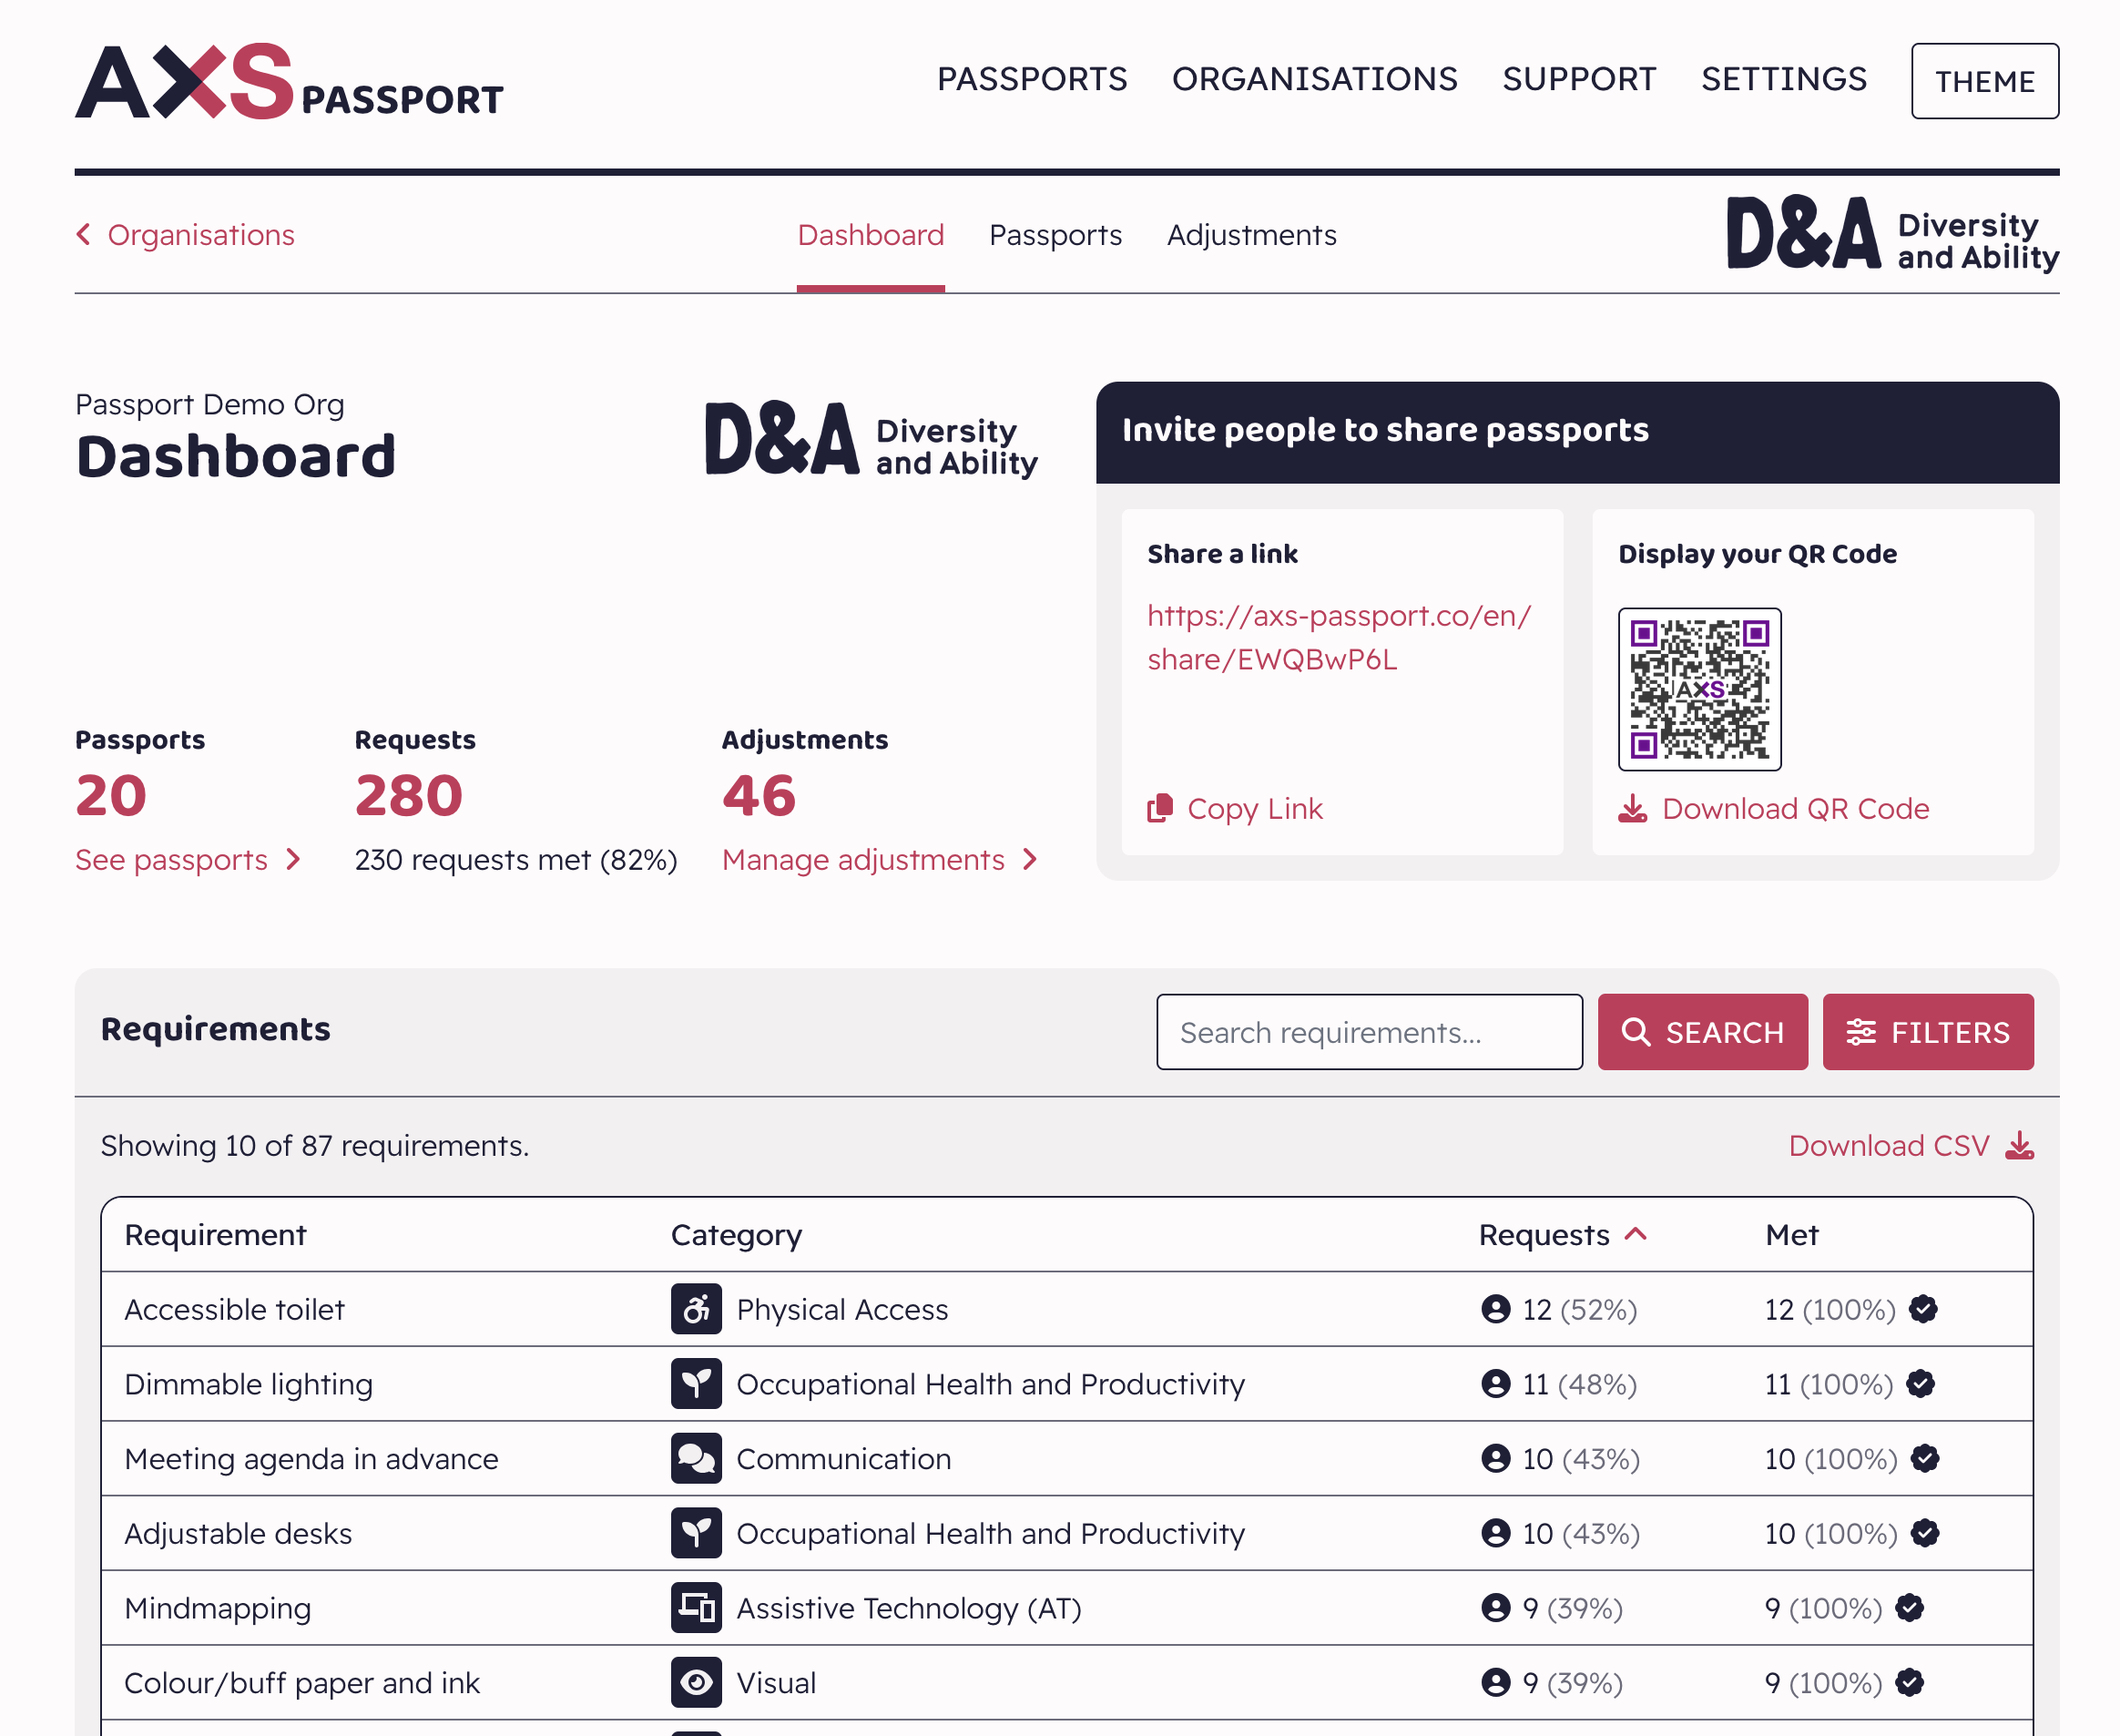 AXS PASSPORT
PASSPORTS
ORGANISATIONS
SUPPORT
SETTINGS
THEME
Organisations
Dashboard
Passports
Adjustments
D&A Diversity
and Ability
Passport Demo Org
Dashboard
D&A Diversity
and Ability
Passports
20
See passports
Requests
280
230 requests met (82%)
Adjustments
46
Manage adjustments
Invite people to share passports
Share a link
https://axs-passport.co/en/
share/EWQBwP6L
Copy Link
Display your QR Code
AXS
Download QR Code
Requirements
Search requirements...
SEARCH
FILTERS
Showing 10 of 87 requirements.
Download CSV
Requirement Category Requests Met
Accessible toilet Physical Access 12 (52%) 12 (100%)
Dimmable lighting Occupational Health and Productivity 11 (48%) 11 (100%)
Meeting agenda in advance Communication 10 (43%) 10 (100%)
Adjustable desks Occupational Health and Productivity 10 (43%) 10 (100%)
Mindmapping Assistive Technology (AT) 9 (39%) 9 (100%)
Colour/buff paper and ink Visual 9 (39%) 9 (100%)